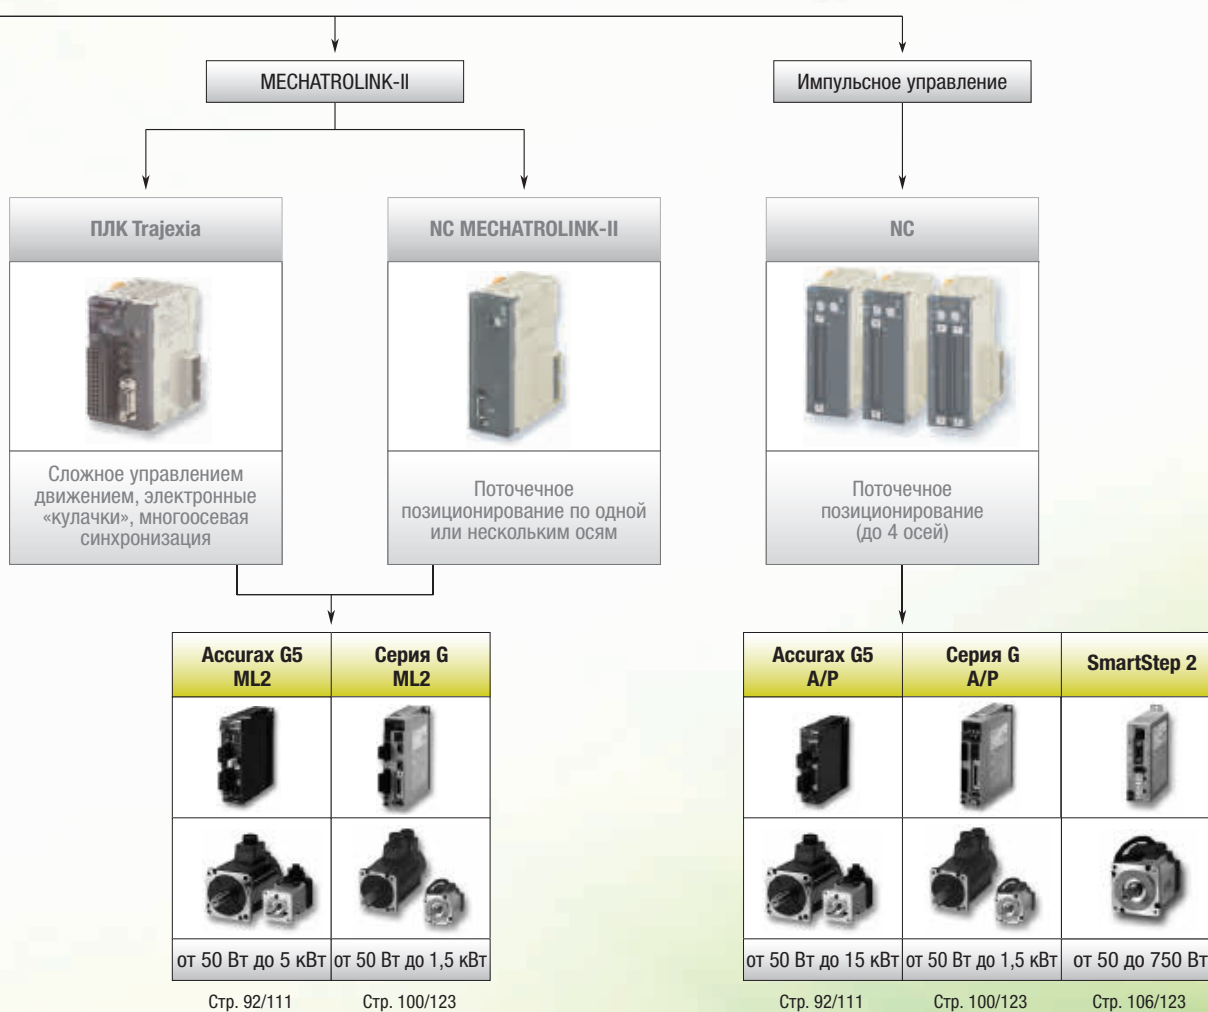 MECHATROLINK-II
Импульсное управление
ПЛК Trajexia
NC MECHATROLINK-II
NC
Сложное управлением
движением, электронные
«кулачки», многоосевая
синхронизация
Поточечное
позиционирование по одной
или нескольким осям
Поточечное
позиционирование
(до 4 осей)
Accurax G5
ML2
Серия G
ML2
Accurax G5
A/P
Серия G
A/P
SmartStep 2
от 50 Вт до 5 кВт
от 50 Вт до 1,5 кВт
от 50 Вт до 15 кВт
от 50 Вт до 1,5 кВт
от 50 до 750 Вт
Стр. 92/111
Стр. 100/123
Стр. 92/111
Стр. 100/123
Стр. 106/123